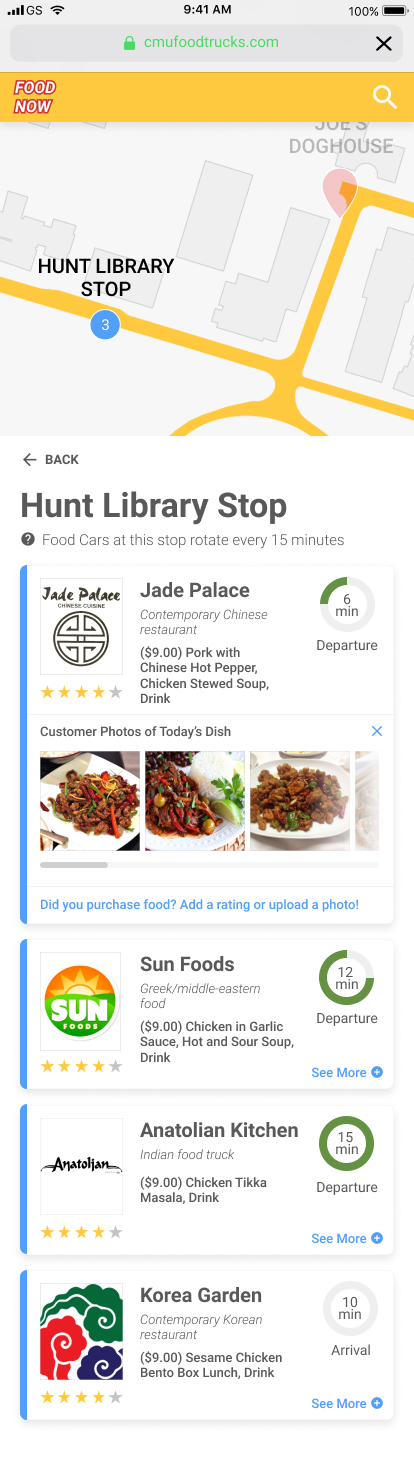 GS
9:41 AM
100%
cmufoodtrucks.com
FOOD
NOW
JOE'S
DOGHOUSE
HUNT LIBRARY
STOP
3
BACK
Hunt Library Stop
Food Cars at this stop rotate every 15 minutes
Jade Palace
CHINESE CUISINE
Jade Palace
Contemporary Chinese
restaurant
($9.00) Pork with
Chinese Hot Pepper,
Chicken Stewed Soup,
Drink
6
min
Departure
Customer Photos of Today's Dish
Did you purchase food? Add a rating or upload a photo!
SUN
FOODS
Sun Foods
Greek/middle-eastern
food
($9.00) Chicken in Garlic
Sauce, Hot and Sour Soup,
Drink
12
min
Departure
See More
Anatolian
Anatolian Kitchen
Indian food truck
($9.00) Chicken Tikka
Masala, Drink
15
min
Departure
See More
Korea Garden
Contemporary Korean
restaurant
($9.00) Sesame Chicken
Bento Box Lunch, Drink
10
min
Arrival
See More